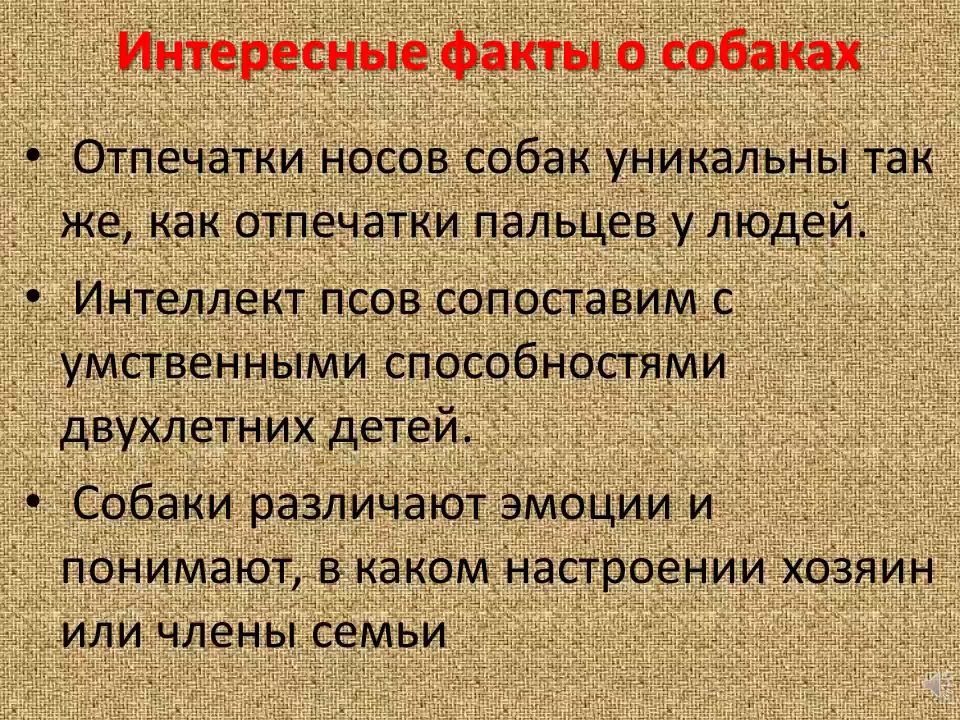 Интересные факты о собаках
• Отпечатки носов собак уникальны так
же, как отпечатки пальцев у людей.
• Интеллект псов сопоставим с
умственными способностями
двухлетних детей.
• Собаки различают эмоции и
понимают, в каком настроении хозяин
или члены семьи